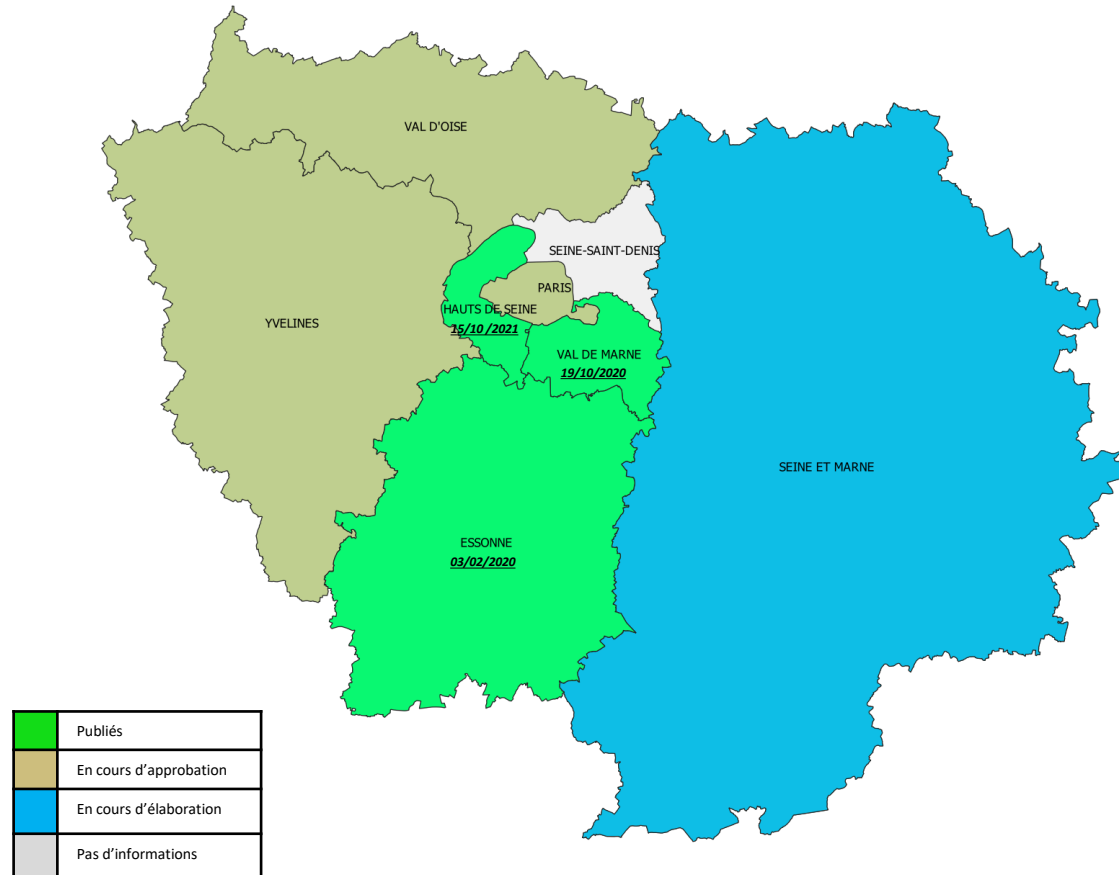 VAL D'OISE
SEINE-SAINT-DENIS
PARIS
HAUTS DE SEINE
15/10 /2021
YVELINES
VAL DE MARNE
19/10/2020
SEINE ET MARNE
ESSONNE
03/02/2020
Publiés
En cours d’approbation
En cours d’élaboration
Pas d’informations